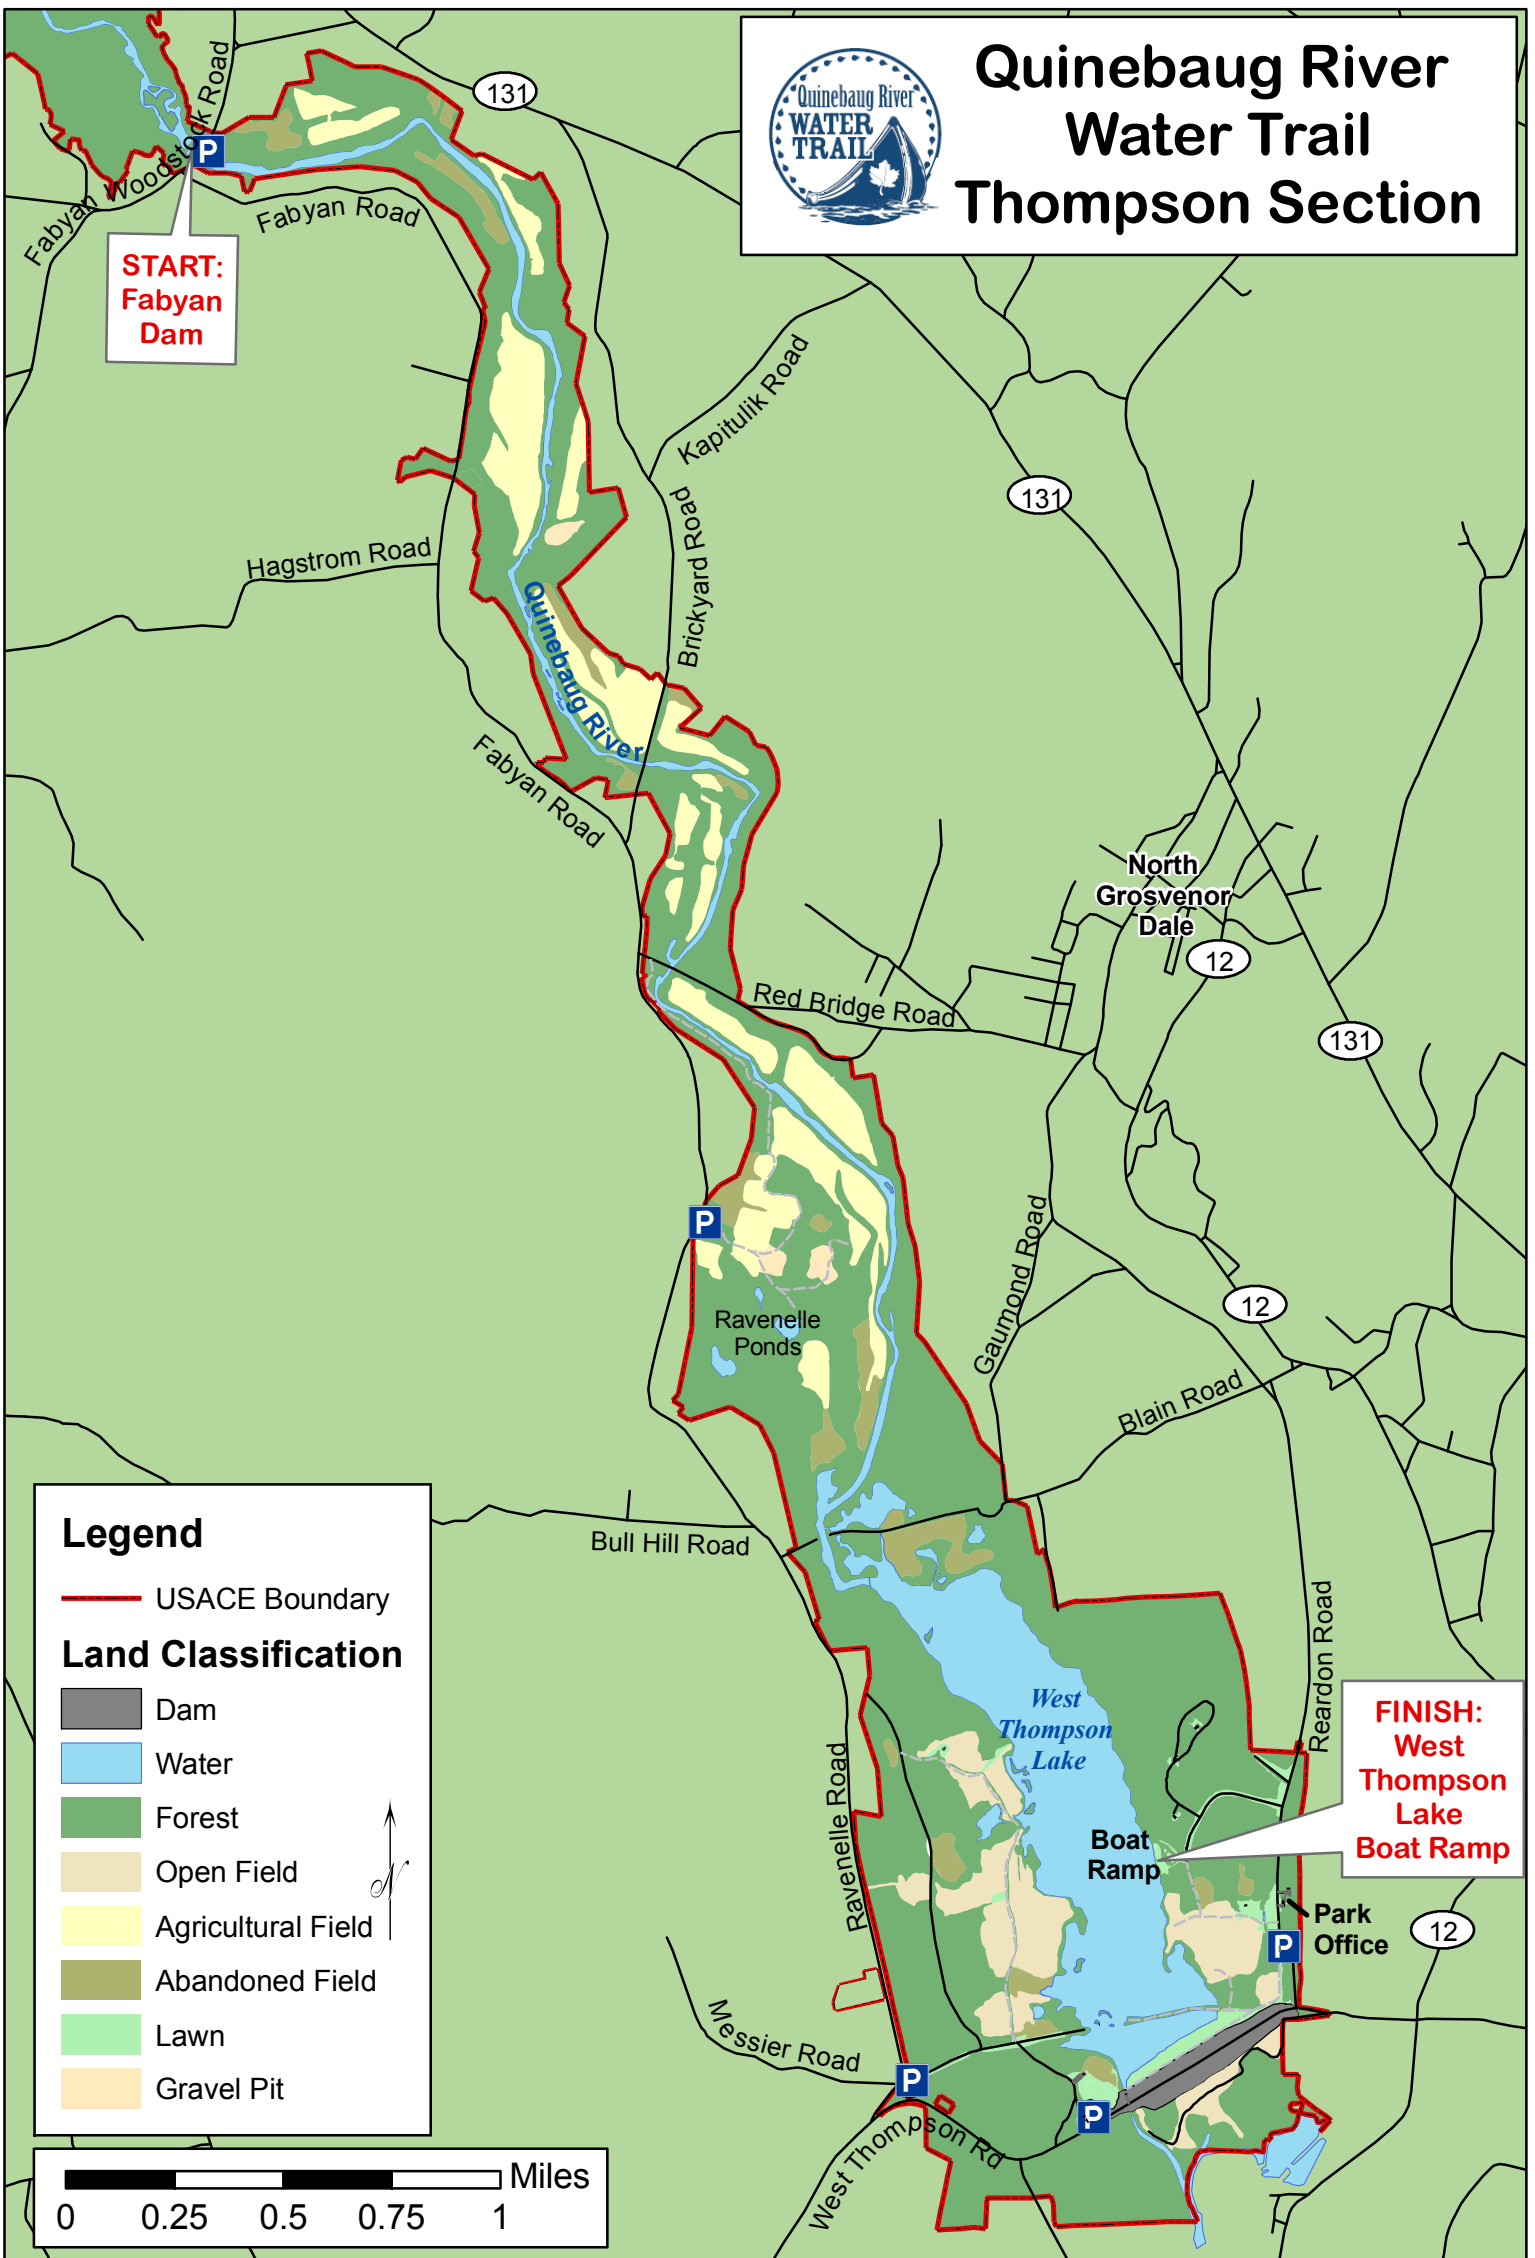 Quinebaug River
Water Trail
Thompson Section
Quinebaug River
WATER
TRAIL
131
Fabyan Woodstock Road
P
Fabyan Road
START:
Fabyan
Dam
Kapitulik Road
131
Brickyard Road
Hagstrom Road
Quinebaug River
Fabyan Road
North
Grosvenor
Dale
12
Red Bridge Road
131
P
Gaumond Road
12
Ravenelle
Ponds
Blain Road
Bull Hill Road
Reardon Road
West
Thompson
Lake
FINISH:
West
Thompson
Lake
Boat Ramp
Ravenelle Road
Boat
Ramp
Park
Office
P
12
Messier Road
P
P
West Thompson Rd
Legend
USACE Boundary
Land Classification
Dam
Water
Forest
Open Field
N
Agricultural Field
Abandoned Field
Lawn
Gravel Pit
Miles
0 0.25 0.5 0.75 1